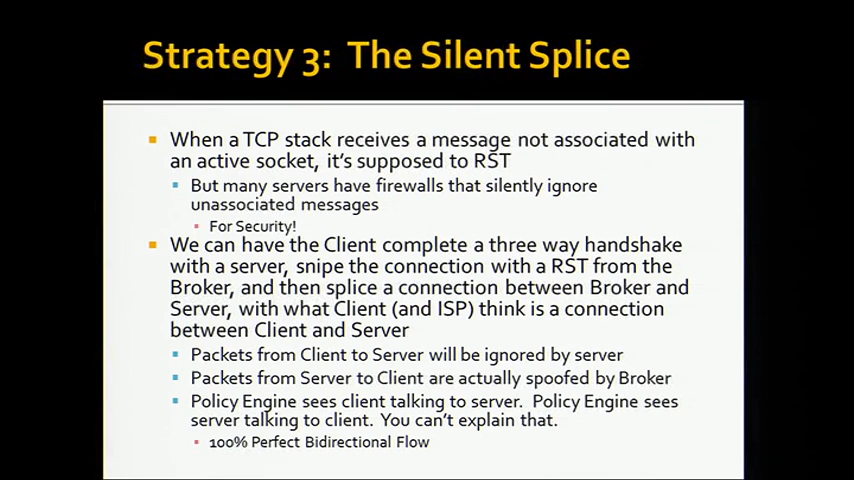 Strategy 3: The Silent Splice
When a TCP stack receives a message not associated with
an active socket, it's supposed to RST
But many servers have firewalls that silently ignore
unassociated messages
For Security!
We can have the Client complete a three way handshake
with a server, snipe the connection with a RST from the
Broker, and then splice a connection between Broker and
Server, with what Client (and ISP) think is a connection
between Client and Server
Packets from Client to Server will be ignored by server
Packets from Server to Client are actually spoofed by Broker
Policy Engine sees client talking to server. Policy Engine sees
server talking to client. You can't explain that.
100% Perfect Bidirectional Flow